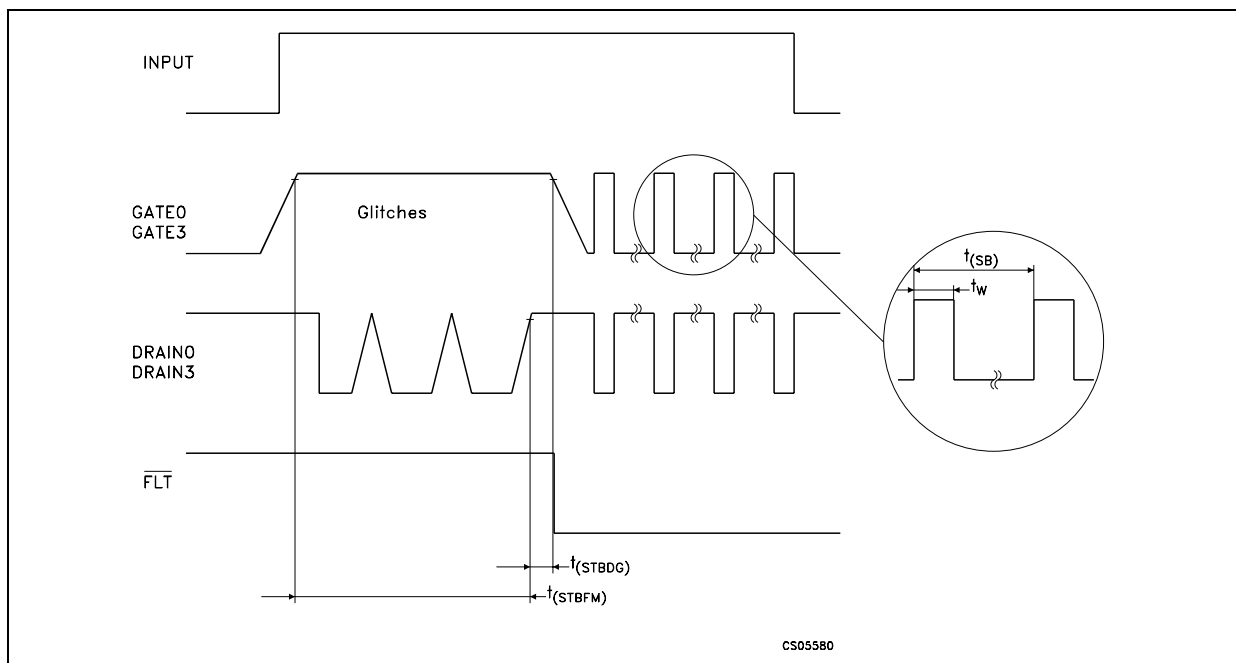 INPUT
GATE0
GATE3
Glitches
t(SB)
tW
DRAIN0
DRAIN3
FLT
t(STBDG)
t(STBFM)
CS05580